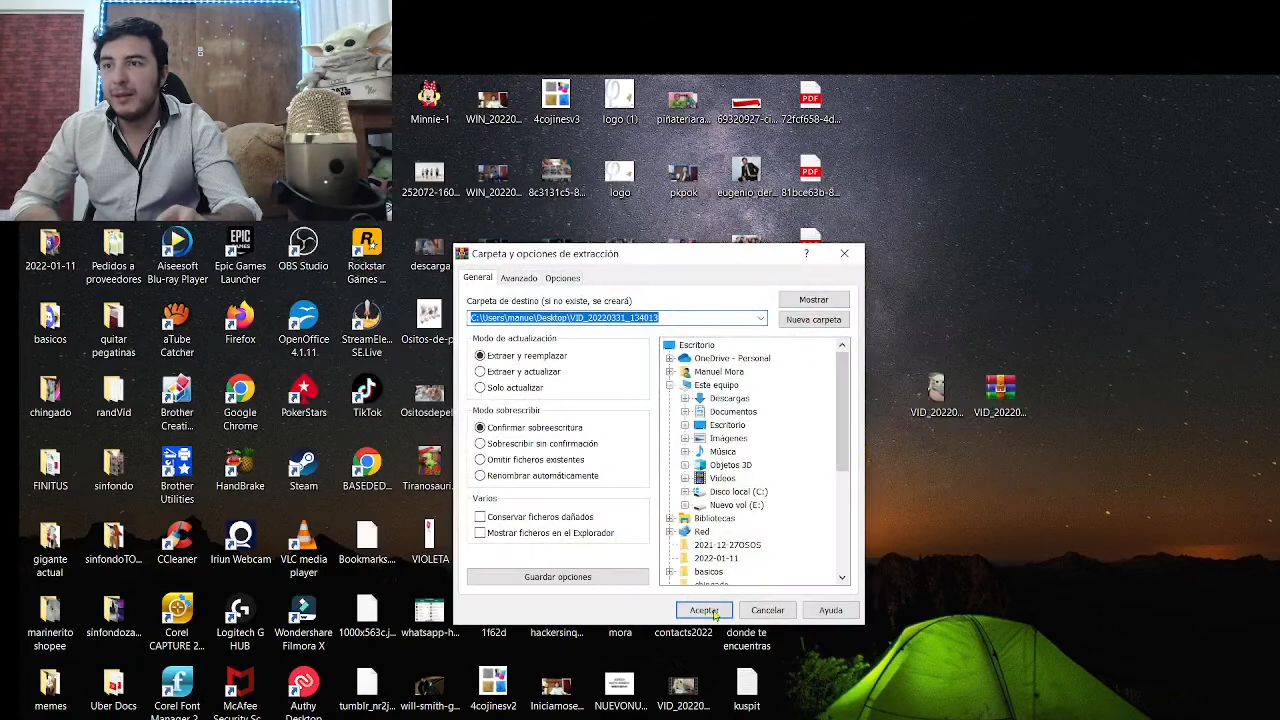 Minnie-1
WIN_20220...
4cojinesv3
logo (1)
piñateriara...
69320927-ci...
72fcf658-4d...
PDF
252072-160...
WIN_20220...
8c3131c5-8...
logo
pkpok
eugenio_der...
81bce63b-8...
PDF
2022-01-11
Pedidos a
proveedores
Aiseesoft
Blu-ray Player
EPIC
GAMES
Epic Games
Launcher
OBS Studio
Rockstar
Games ...
descarga
basicos
quitar
pegatinas
aTube
Catcher
Firefox
OpenOffice
4.1.11
StreamEle...
SE.Live
Ositos-de-p...
chingado
randVid
Brother
Creati...
Google
Chrome
PokerStars
TikTok
Ositosdepel...
FINITUS
sinfondo
Brother
Utilities
HandBrake
Steam
BASEDED...
Tiranosauri...
gigante
actual
sinfondoTO...
CCleaner
Iriun Webcam
VLC media
player
Bookmarks...
VIOLETA
marinerito
shopee
sinfondoza...
Corel
CAPTURE 2...
Logitech G
HUB
Wondershare
Filmora X
1000x563c.j...
whatsapp-h...
1f62d
hackersinq...
mora
contacts2022
donde te
encuentras
memes
Uber Docs
Corel Font
Manager 2...
McAfee
Security Sc...
Authy
Desktop
tumblr_nr2j...
will-smith-g...
4cojinesv2
Iniciamose...
NUEVONU...
VID_20220...
kuspit
VID_20220...
VID_20220...
Carpeta y opciones de extracción
?
General
Avanzado
Opciones
Carpeta de destino (si no existe, se creará)
C:\Users\manue\Desktop\VID_20220331_134013
Mostrar
Nueva carpeta
Modo de actualización
Extraer y reemplazar
Extraer y actualizar
Solo actualizar
Modo sobrescribir
Confirmar sobreescritura
Sobrescribir sin confirmación
Omitir ficheros existentes
Renombrar automáticamente
Varios
Conservar ficheros dañados
Mostrar ficheros en el Explorador
Guardar opciones
Escritorio
OneDrive - Personal
Manuel Mora
Este equipo
Descargas
Documentos
Escritorio
Imágenes
Música
Objetos 3D
Vídeos
Disco local (C:)
Nuevo vol (E:)
Bibliotecas
Red
2021-12-27OSOS
2022-01-11
basicos
chingado
Aceptar
Cancelar
Ayuda